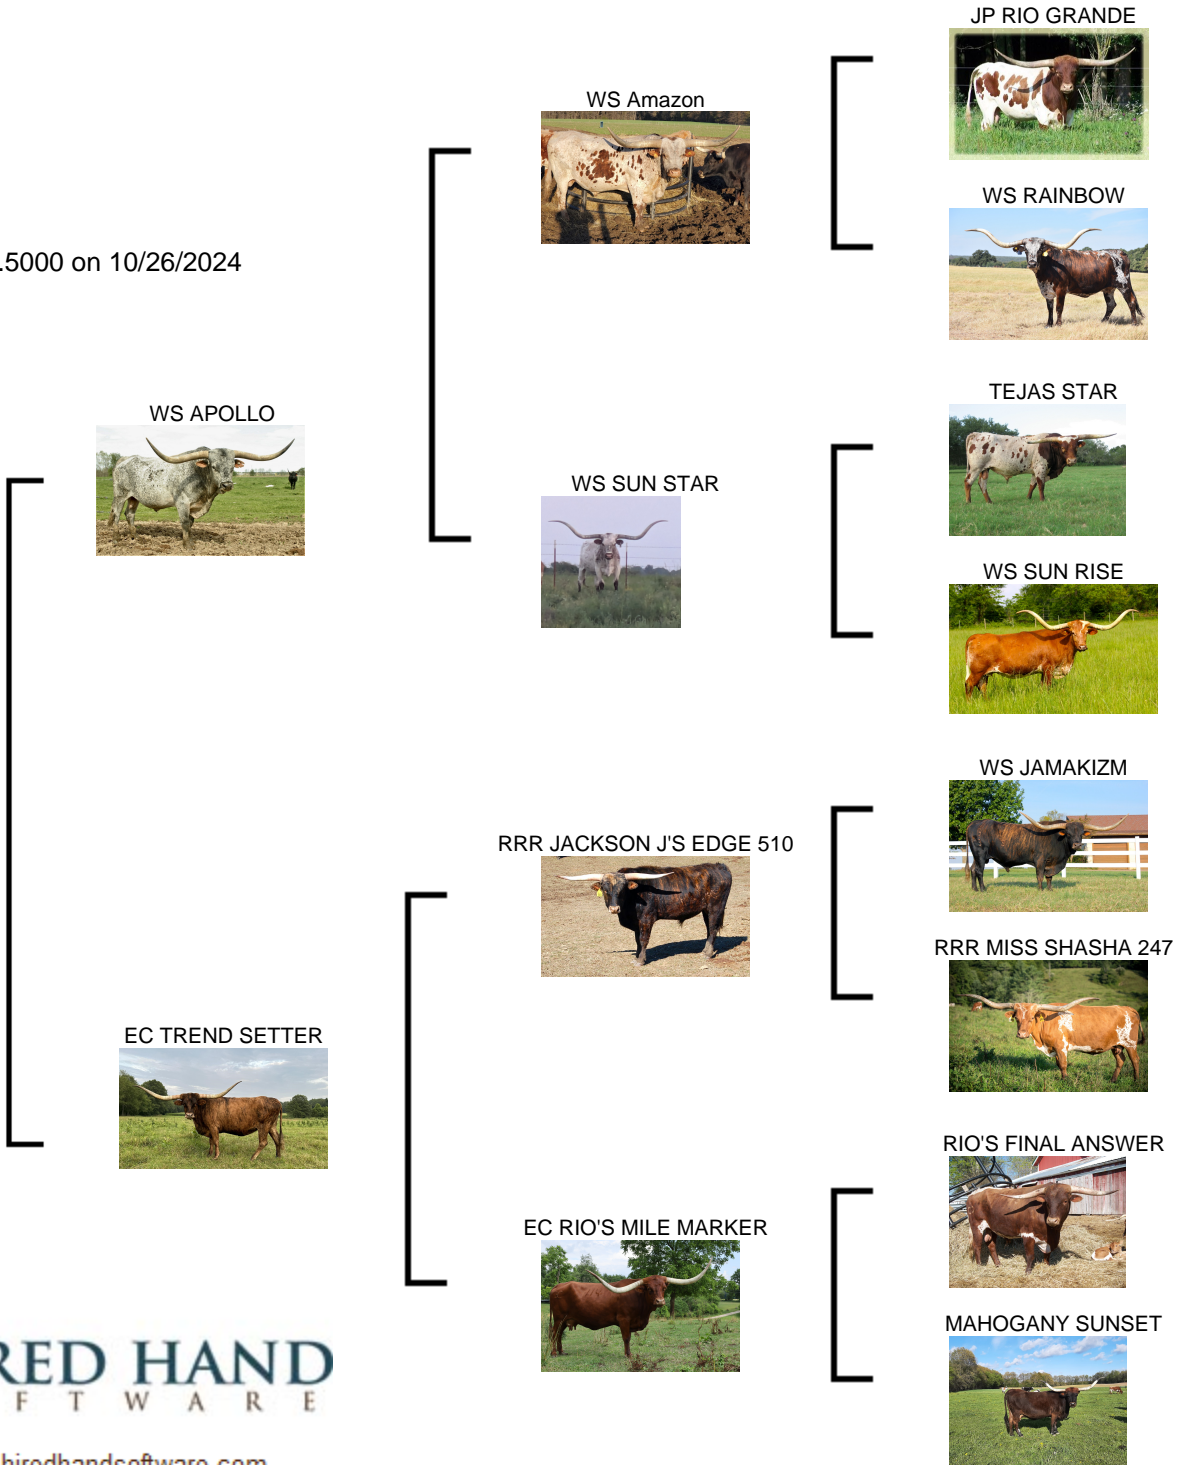 JP RIO GRANDE
WS Amazon
WS RAINBOW
.5000 on 10/26/2024
TEJAS STAR
WS APOLLO
WS SUN STAR
WS SUN RISE
WS JAMAKIZM
RRR JACKSON J'S EDGE 510
RRR MISS SHASHA 247
EC TREND SETTER
RIO'S FINAL ANSWER
EC RIO'S MILE MARKER
MAHOGANY SUNSET
RED HAND
F T W A R E
hiredhandsoftware.com